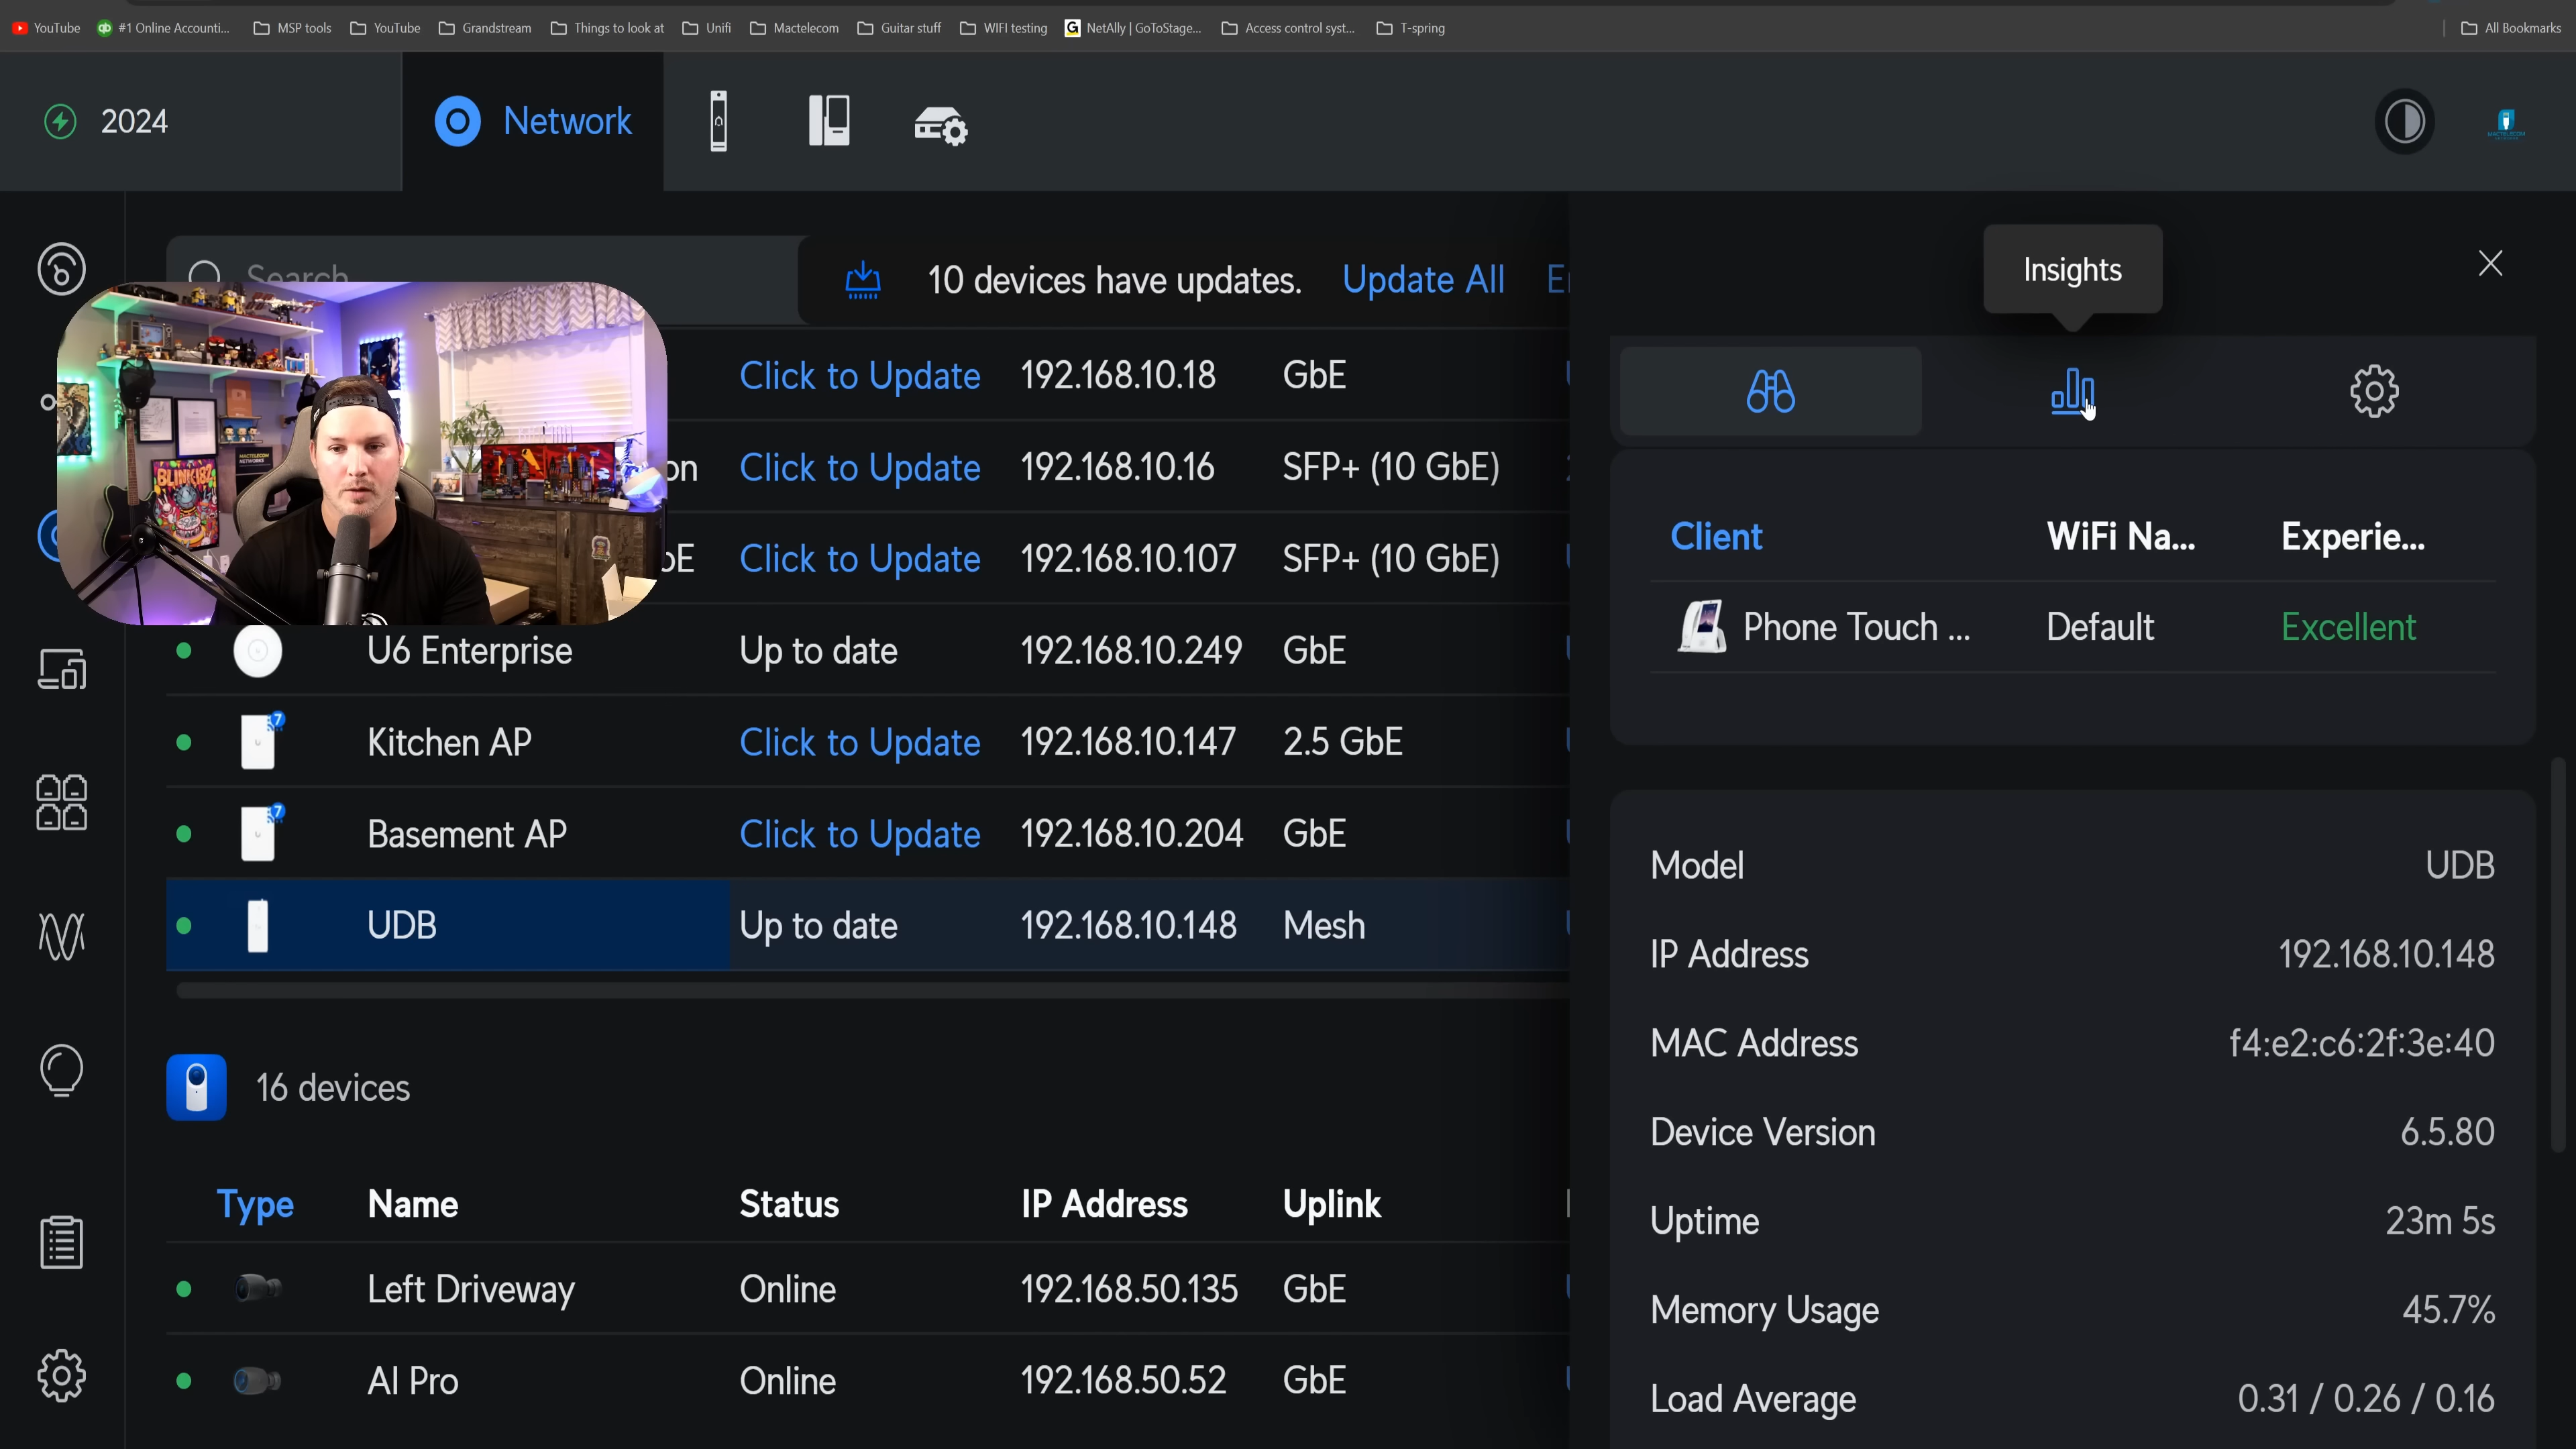 YouTube #1 Online Accounti... MSP tools YouTube Grandstream Things to look at Unifi Mactelecom Guitar stuff WIFI testing NetAlly | GoToStage... Access control syst... T-spring All Bookmarks
2024 Network
Search
10 devices have updates. Update All
Insights
Click to Update 192.168.10.18 GbE
on Click to Update 192.168.10.16 SFP+ (10 GbE)
bE Click to Update 192.168.10.107 SFP+ (10 GbE)
U6 Enterprise Up to date 192.168.10.249 GbE
7
Kitchen AP Click to Update 192.168.10.147 2.5 GbE
7
Basement AP Click to Update 192.168.10.204 GbE
UDB Up to date 192.168.10.148 Mesh
16 devices
Type Name Status IP Address Uplink
Left Driveway Online 192.168.50.135 GbE
AI Pro Online 192.168.50.52 GbE
Client WiFi Na... Experie...
Phone Touch ... Default Excellent
Model UDB
IP Address 192.168.10.148
MAC Address f4:e2:c6:2f:3e:40
Device Version 6.5.80
Uptime 23m 5s
Memory Usage 45.7%
Load Average 0.31 / 0.26 / 0.16
BLINK182
MACTELECOM
NETWORKS